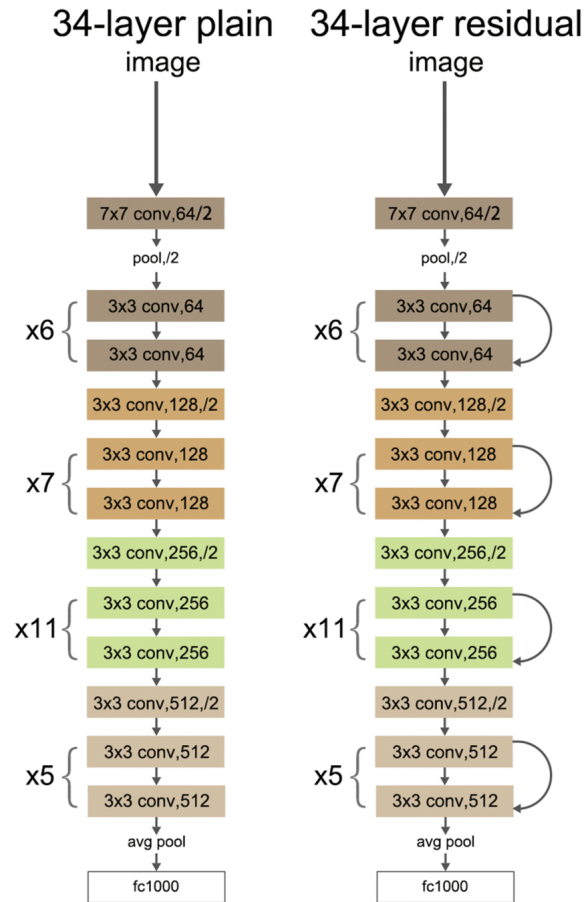 34-layer plain
image
7x7 conv,64/2
pool,/2
x6
3x3 conv,64
3x3 conv,64
3x3 conv,128,/2
x7
3x3 conv,128
3x3 conv,128
3x3 conv,256,/2
x11
3x3 conv,256
3x3 conv,256
3x3 conv,512,/2
x5
3x3 conv,512
3x3 conv,512
avg pool
fc1000
34-layer residual
image
7x7 conv,64/2
pool,/2
x6
3x3 conv,64
3x3 conv,64
3x3 conv,128,/2
x7
3x3 conv,128
3x3 conv,128
3x3 conv,256,/2
x11
3x3 conv,256
3x3 conv,256
3x3 conv,512,/2
x5
3x3 conv,512
3x3 conv,512
avg pool
fc1000